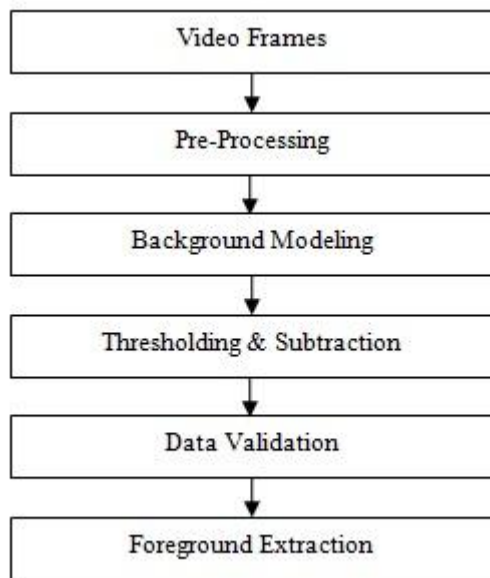 Video Frames
Pre-Processing
Background Modeling
Thresholding & Subtraction
Data Validation
Foreground Extraction